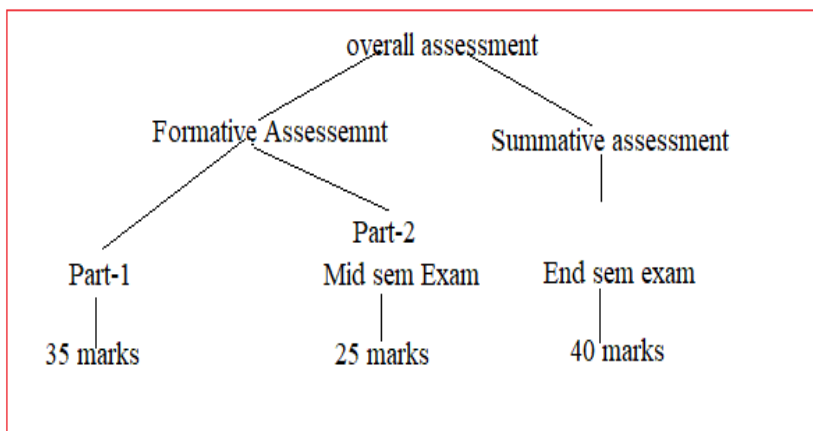 overall assessment
Formative Assessemnt
Summative assessment
Part-2
Part-1
Mid sem Exam
End sem exam
35 marks
25 marks
40 marks